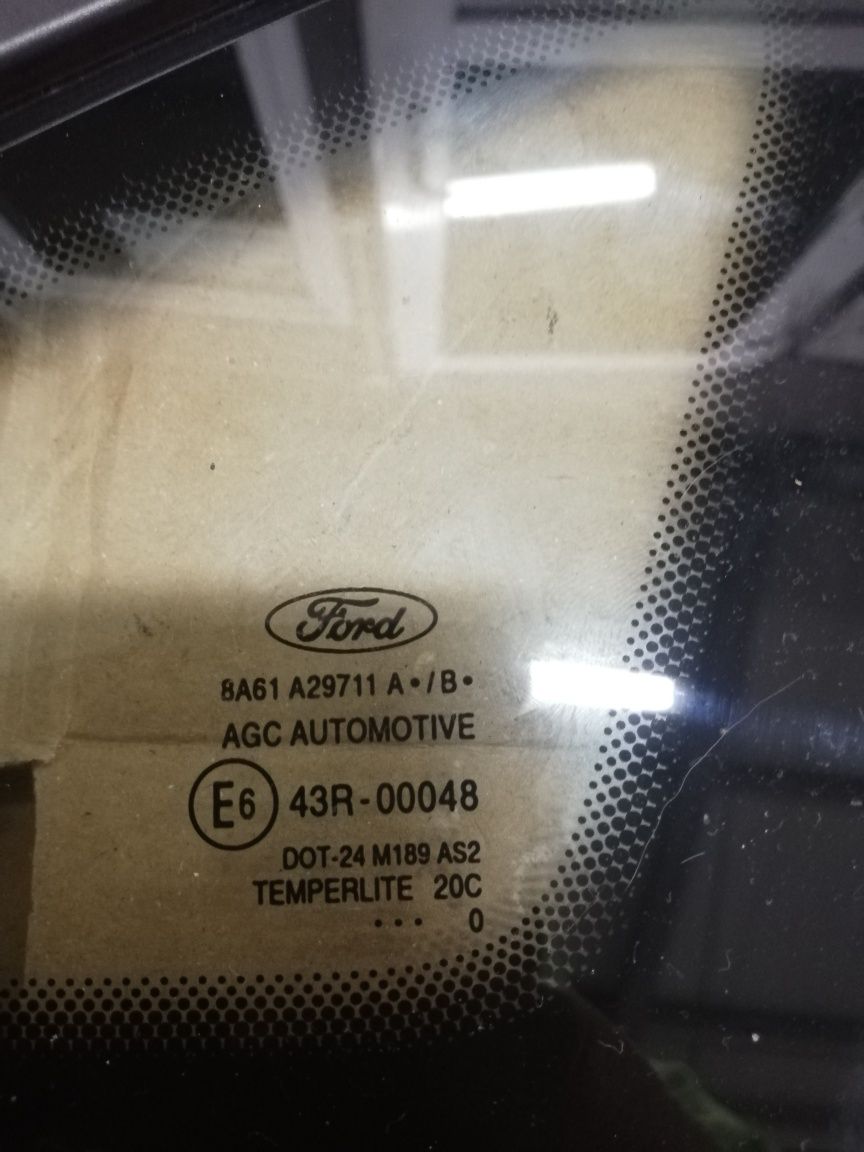 Ford
8A61 A29711 A•/B•
AGC AUTOMOTIVE
E6 43R-00048
DOT-24 M189 AS2
TEMPERLITE 20C
• • • 0